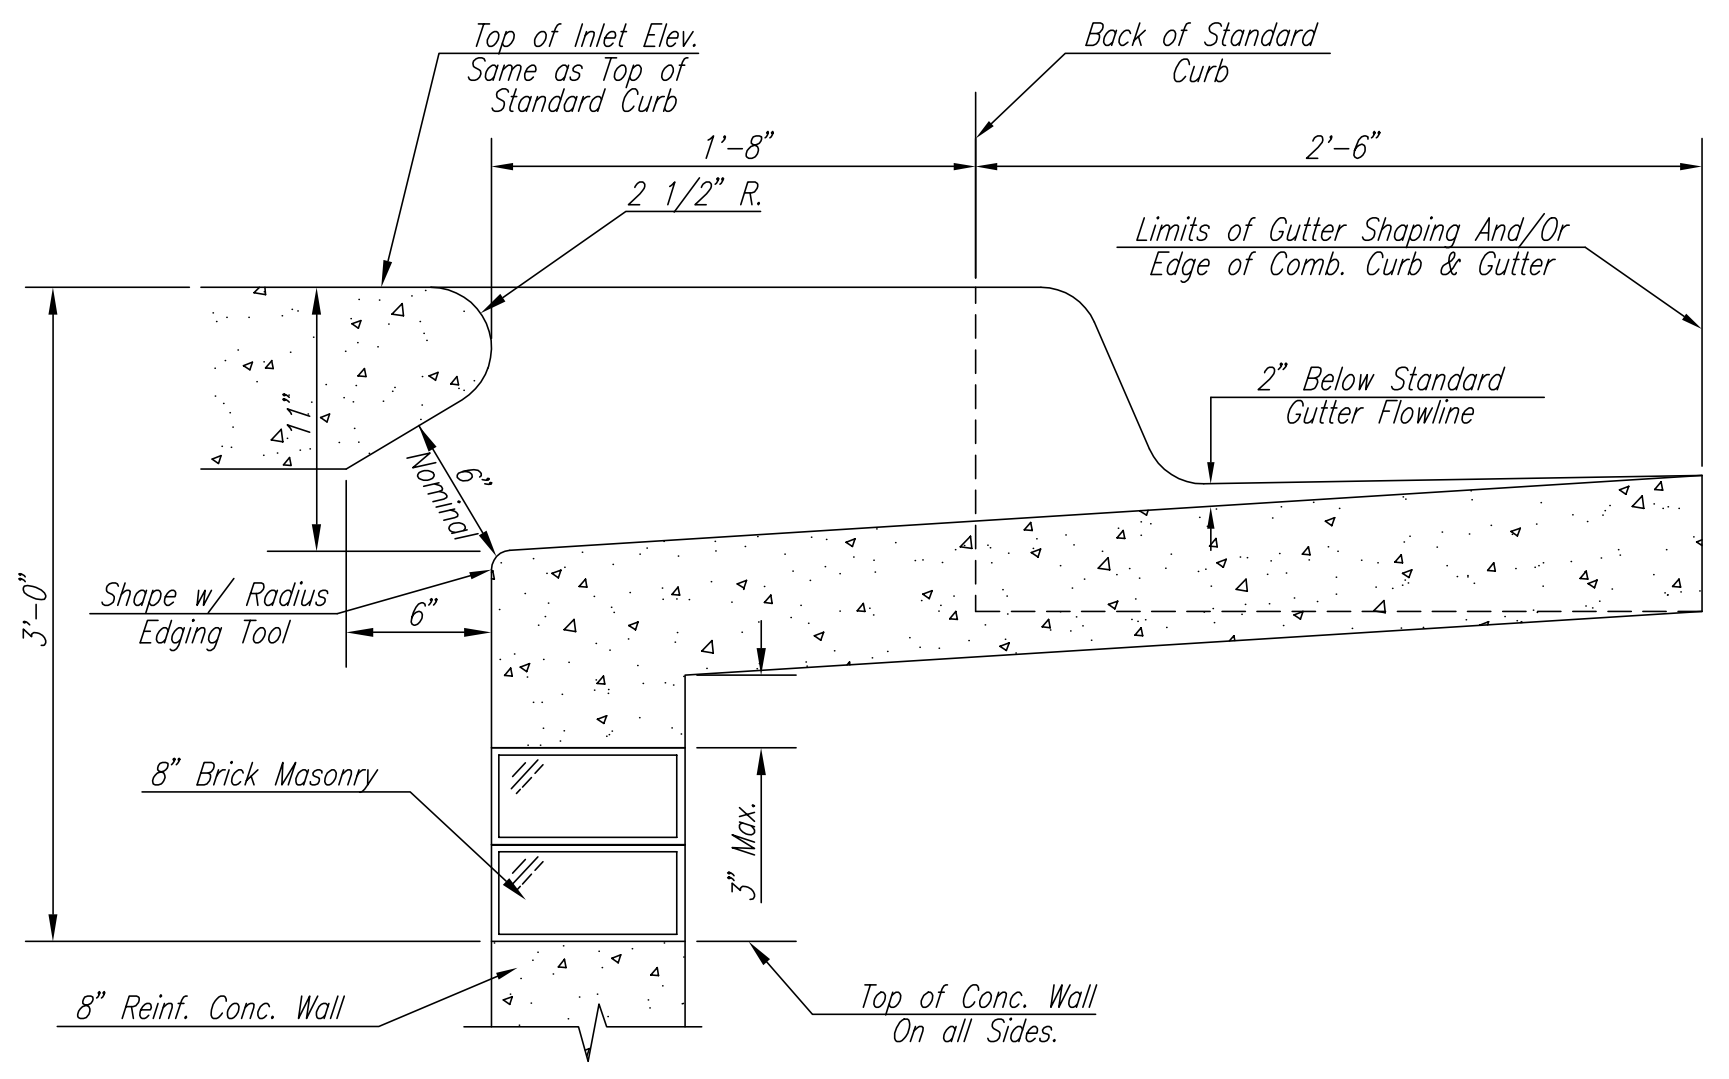 Top of Inlet Elev.
Same as Top of
Standard Curb
Back of Standard
Curb
1'-8"
2'-6"
2 1/2" R.
Limits of Gutter Shaping And/Or
Edge of Comb. Curb & Gutter
11"
2" Below Standard
Gutter Flowline
6"
Nominal
3'-0"
Shape w/ Radius
Edging Tool
6"
8" Brick Masonry
3" Max.
8" Reinf. Conc. Wall
Top of Conc. Wall
On all Sides.